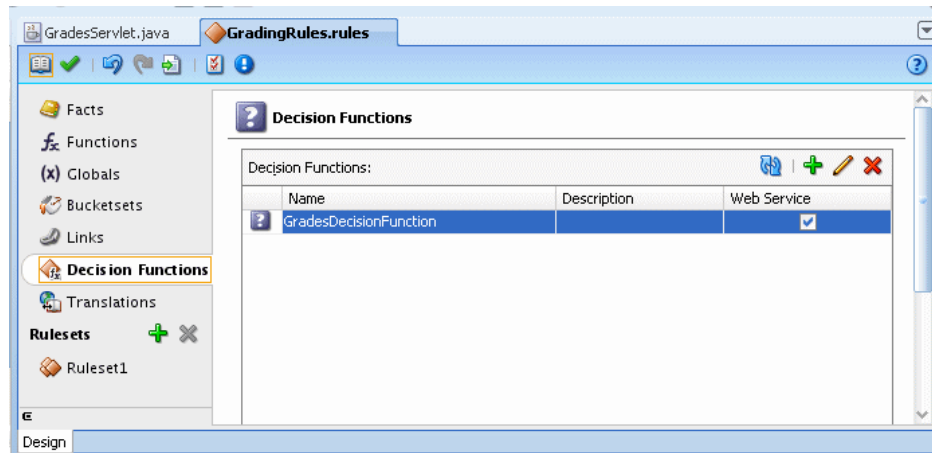 GradesServlet.java GradingRules.rules
Facts
Functions
Globals
Bucketsets
Links
Decision Functions
Translations
Rulesets
Ruleset1
Design
Decision Functions
Decision Functions:
Name Description Web Service
GradesDecisionFunction